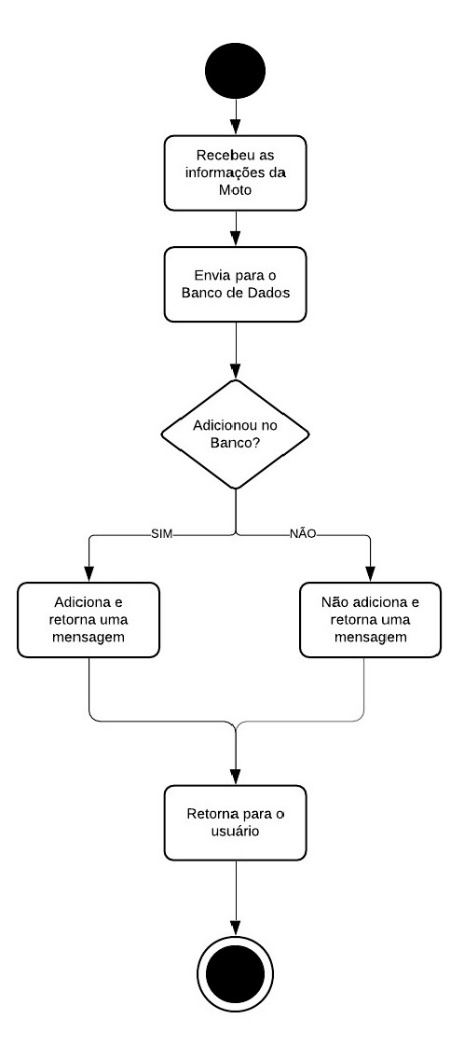 Recebeu as
informações da
Moto
Envia para o
Banco de Dados
Adicionou no
Banco?
SIM
NÃO
Adiciona e
retorna uma
mensagem
Não adiciona e
retorna uma
mensagem
Retorna para o
usuário